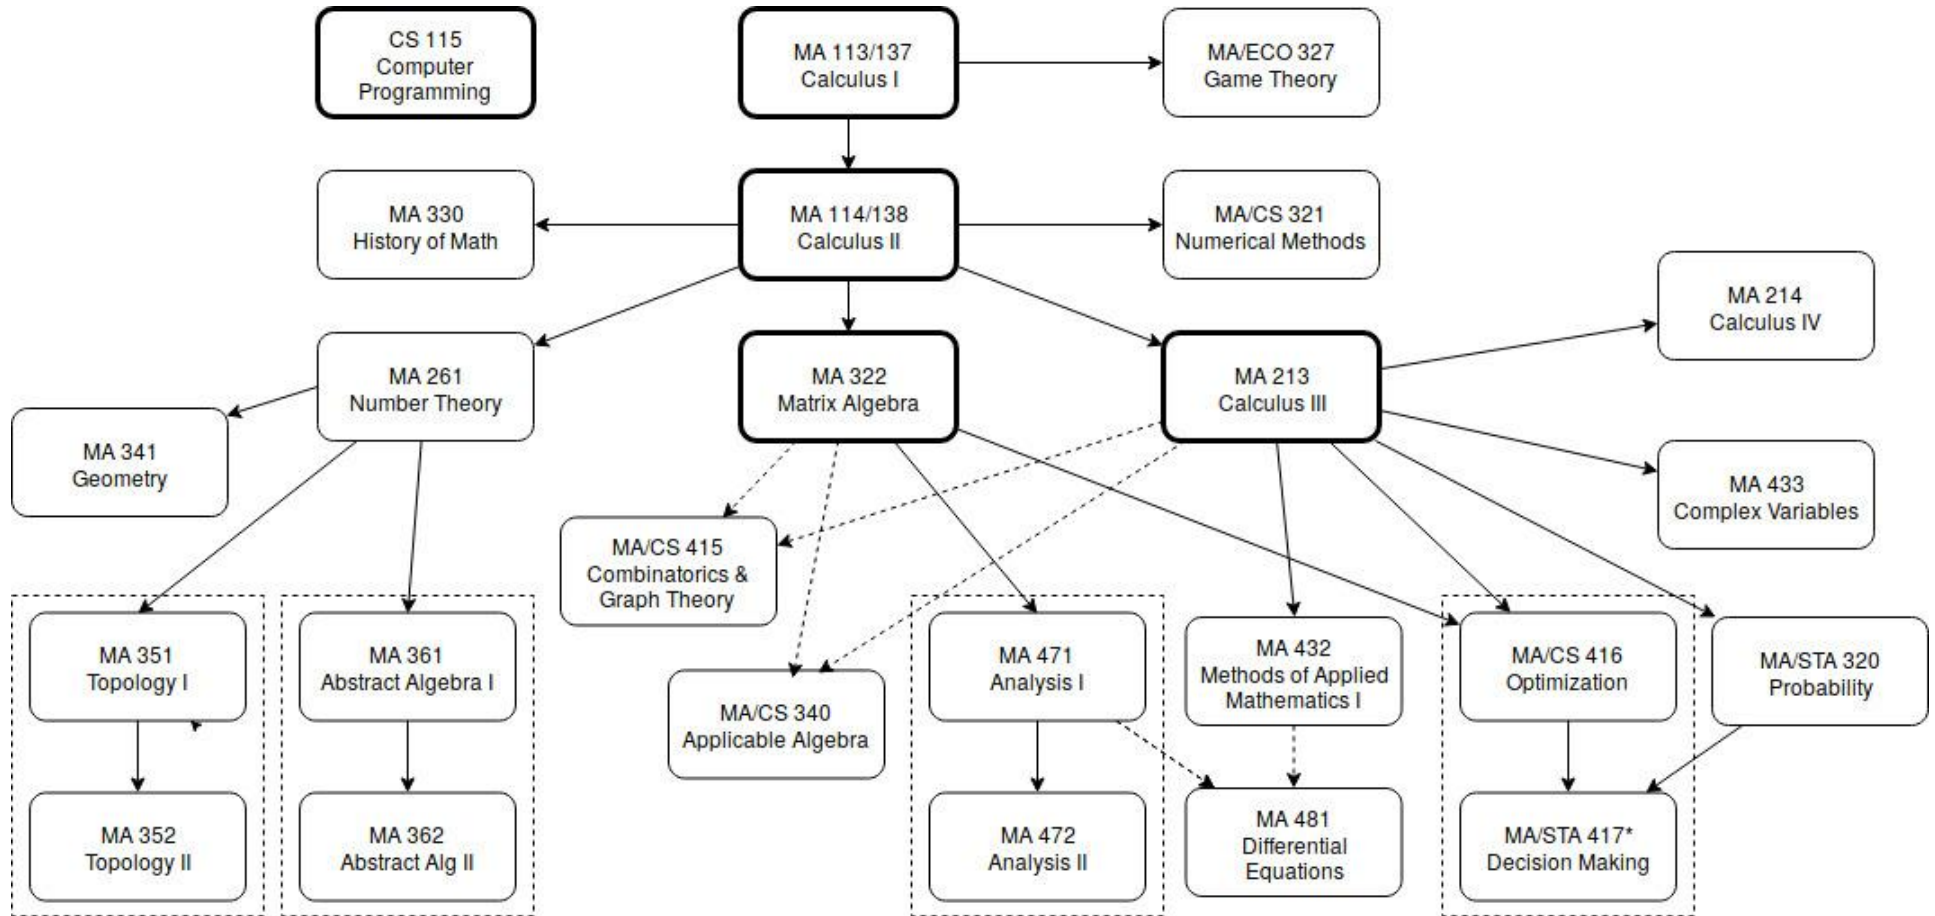 CS 115
Computer
Programming
MA 113/137
Calculus I
MA/ECO 327
Game Theory
MA 330
History of Math
MA 114/138
Calculus II
MA/CS 321
Numerical Methods
MA 214
Calculus IV
MA 261
Number Theory
MA 322
Matrix Algebra
MA 213
Calculus III
MA 341
Geometry
MA 433
Complex Variables
MA/CS 415
Combinatorics &
Graph Theory
MA 351
Topology I
MA 361
Abstract Algebra I
MA/CS 340
Applicable Algebra
MA 471
Analysis I
MA 432
Methods of Applied
Mathematics I
MA/CS 416
Optimization
MA/STA 320
Probability
MA 352
Topology II
MA 362
Abstract Alg II
MA 472
Analysis II
MA 481
Differential
Equations
MA/STA 417*
Decision Making